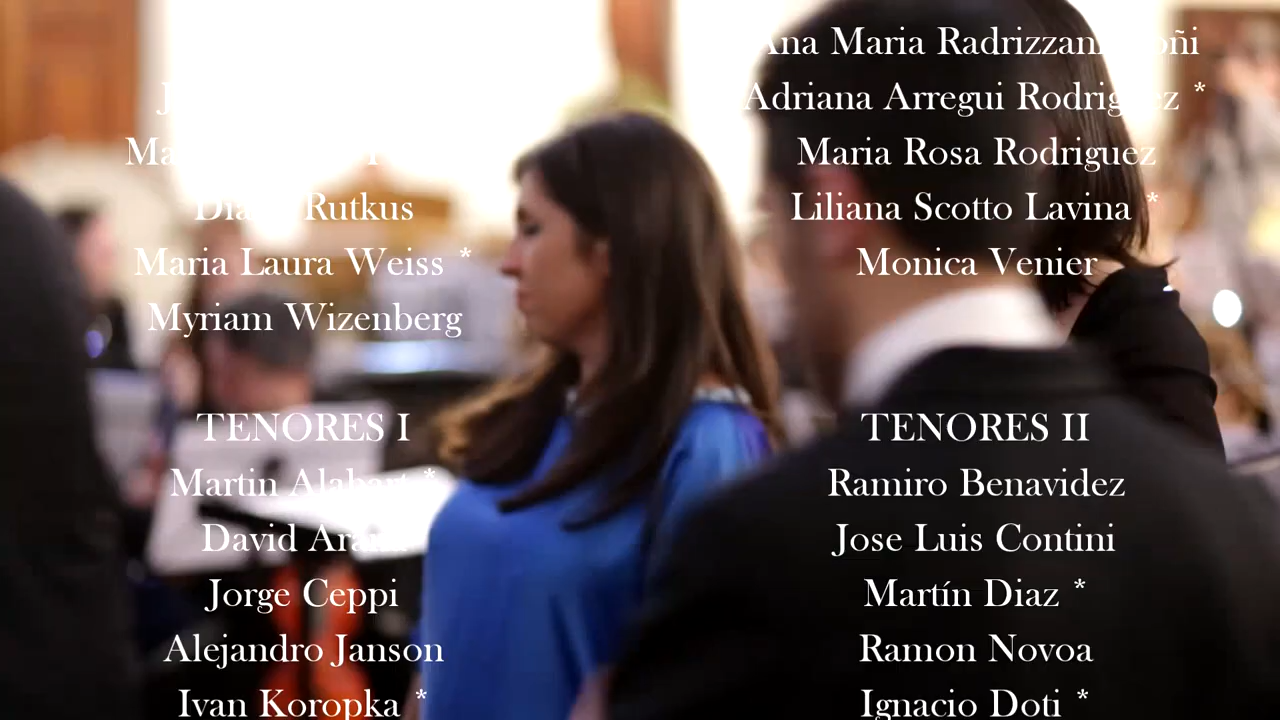 Ana Maria Radrizzani
Adriana Arregui Rodriguez *
Maria Rosa Rodriguez
Liliana Scotto Lavina *
Monica Venier
Rutkus
Maria Laura Weiss *
Myriam Wizenberg
TENORES I
Martin Alabart *
David
Jorge Ceppi
Alejandro Janson
Ivan Koropka *
TENORES II
Ramiro Benavidez
Jose Luis Contini
Martín Diaz *
Ramon Novoa
Ignacio Doti *